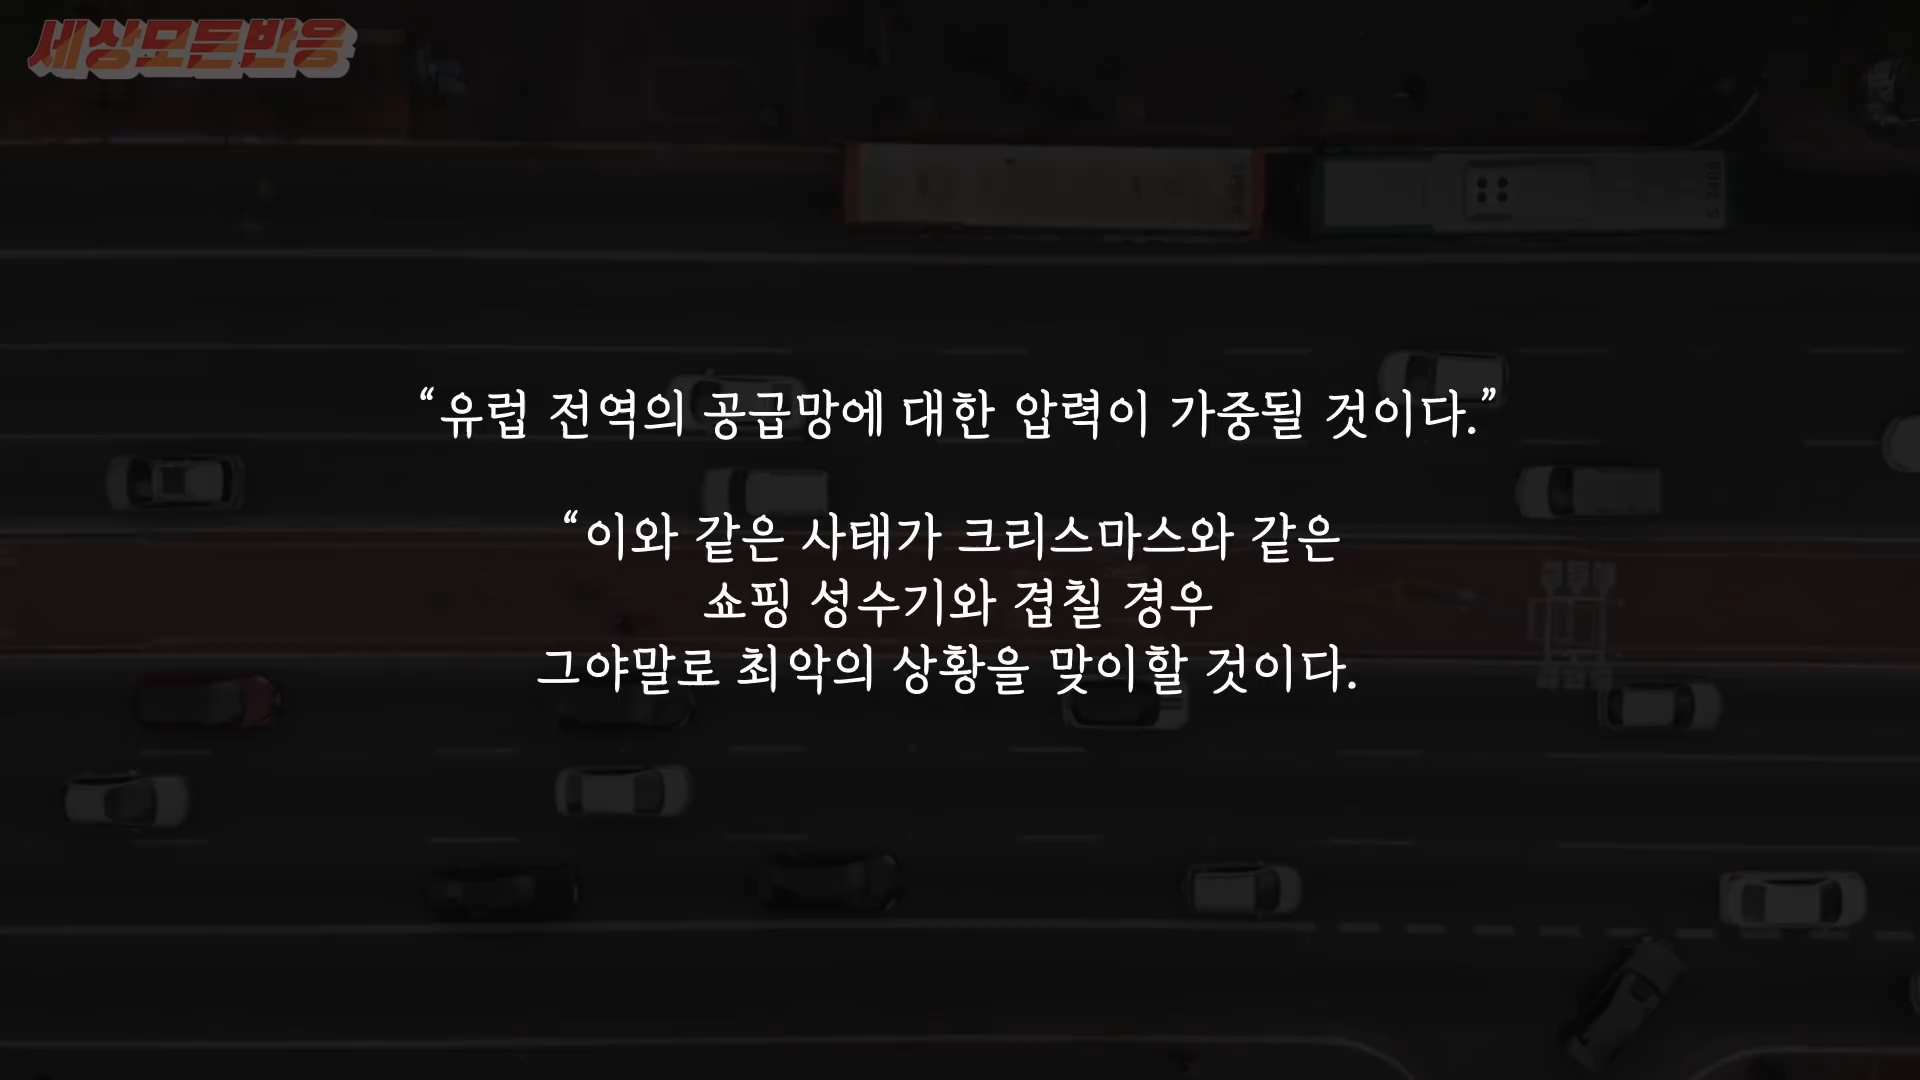 세상모든반응
“유럽 전역의 공급망에 대한 압력이 가중될 것이다.”
“이와 같은 사태가 크리스마스와 같은
쇼핑 성수기와 겹칠 경우
그야말로 최악의 상황을 맞이할 것이다.